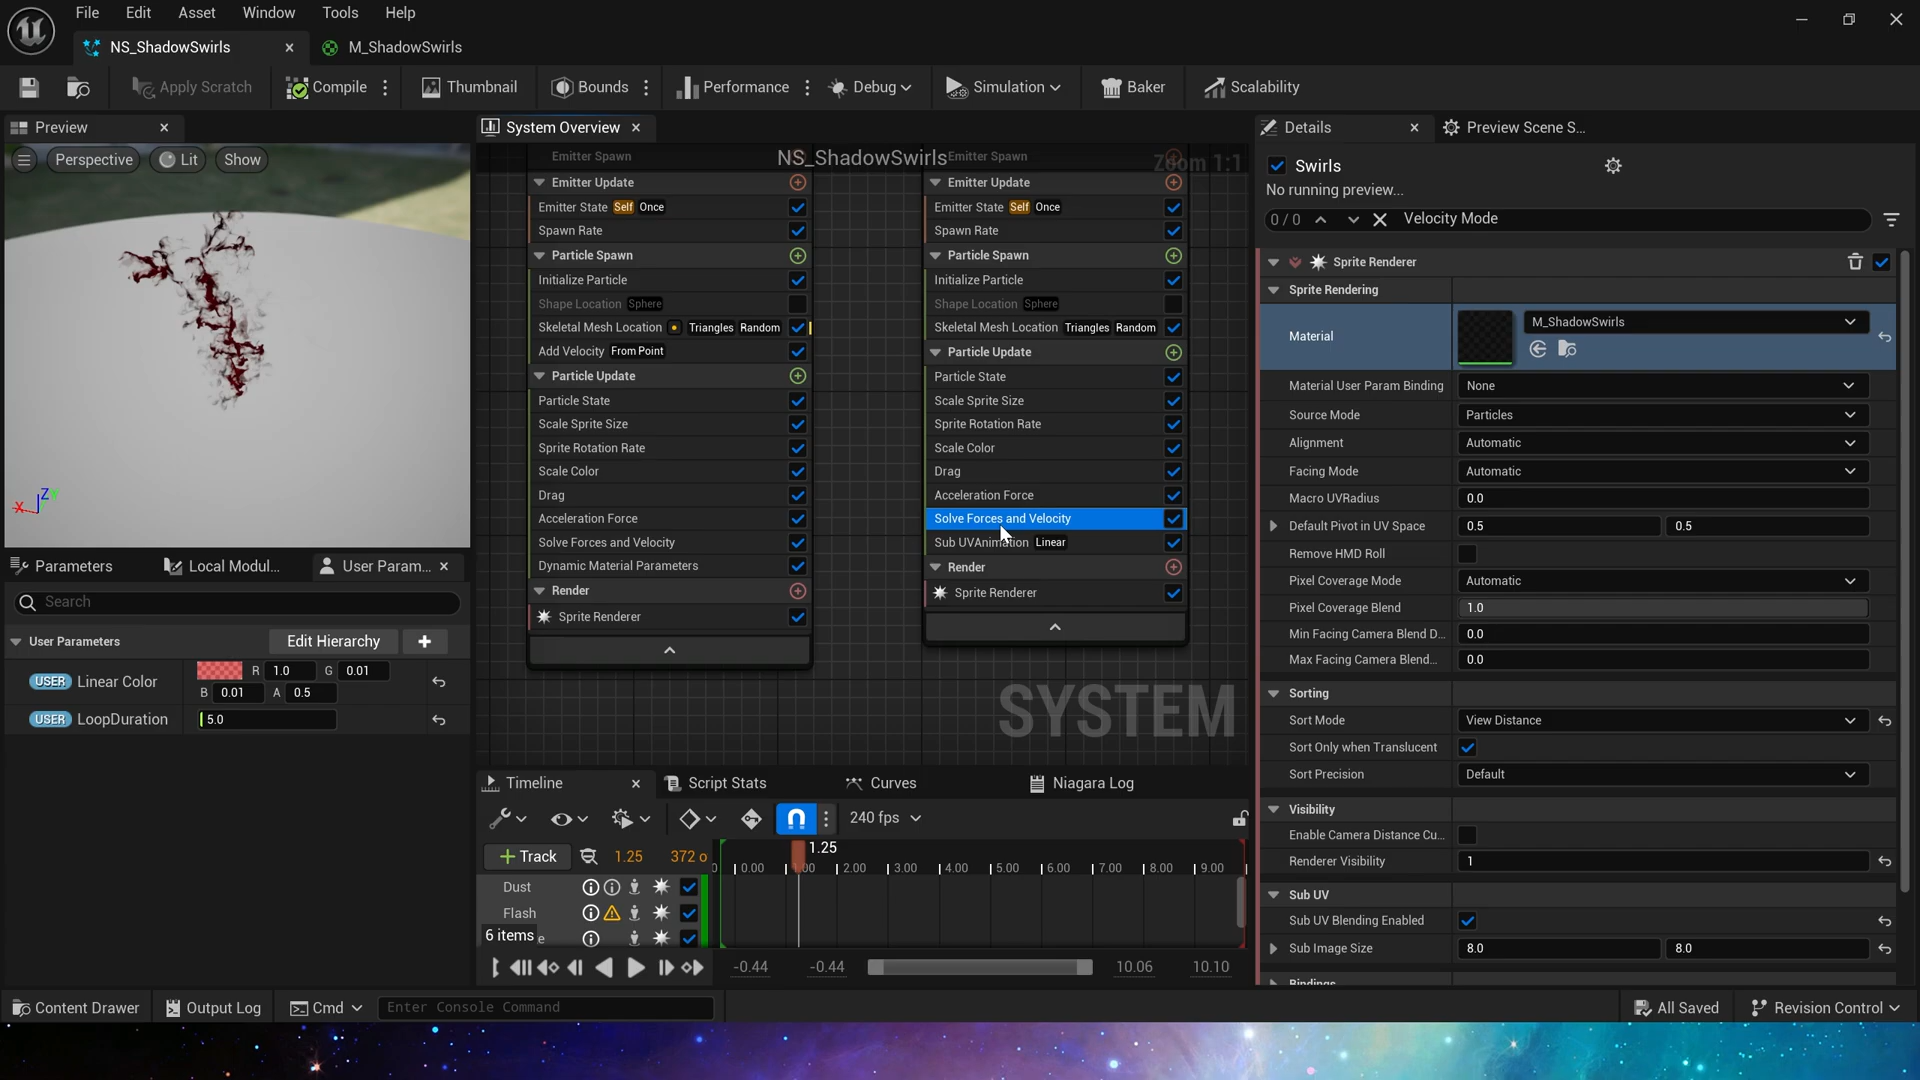 File Edit Asset Window Tools Help
NS_ShadowSwirls M_ShadowSwirls
Apply Scratch Compile Thumbnail Bounds Performance Debug Simulation Baker Scalability
Preview
Perspective Lit Show
X Z
System Overview
NS_ShadowSwirls
Zoom 1:1
Emitter Spawn
Emitter Update
Emitter State Self Once
Spawn Rate
Particle Spawn
Initialize Particle
Shape Location Sphere
Skeletal Mesh Location Triangles Random
Add Velocity From Point
Particle Update
Particle State
Scale Sprite Size
Sprite Rotation Rate
Scale Color
Drag
Acceleration Force
Solve Forces and Velocity
Dynamic Material Parameters
Render
Sprite Renderer
Emitter Spawn
Emitter Update
Emitter State Self Once
Spawn Rate
Particle Spawn
Initialize Particle
Shape Location Sphere
Skeletal Mesh Location Triangles Random
Particle Update
Particle State
Scale Sprite Size
Sprite Rotation Rate
Scale Color
Drag
Acceleration Force
Solve Forces and Velocity
Sub UVAnimation Linear
Render
Sprite Renderer
SYSTEM
Parameters Local Modul... User Param...
Search
User Parameters Edit Hierarchy
USER Linear Color R 1.0 G 0.01
B 0.01 A 0.5
USER LoopDuration 5.0
Timeline Script Stats Curves Niagara Log
240 fps
Track 1.25 372 o
1.25
0.00 1.00 2.00 3.00 4.00 5.00 6.00 7.00 8.00 9.00
Dust
Flash
6 items e
-0.44 -0.44 10.06 10.10
Details Preview Scene S...
Swirls
No running preview...
0 / 0 Velocity Mode
Sprite Renderer
Sprite Rendering
Material M_ShadowSwirls
Material User Param Binding None
Source Mode Particles
Alignment Automatic
Facing Mode Automatic
Macro UVRadius 0.0
Default Pivot in UV Space 0.5 0.5
Remove HMD Roll
Pixel Coverage Mode Automatic
Pixel Coverage Blend 1.0
Min Facing Camera Blend D... 0.0
Max Facing Camera Blend... 0.0
Sorting
Sort Mode View Distance
Sort Only when Translucent
Sort Precision Default
Visibility
Enable Camera Distance Cu...
Renderer Visibility 1
Sub UV
Sub UV Blending Enabled
Sub Image Size 8.0 8.0
Bindings
Content Drawer Output Log Cmd Enter Console Command All Saved Revision Control